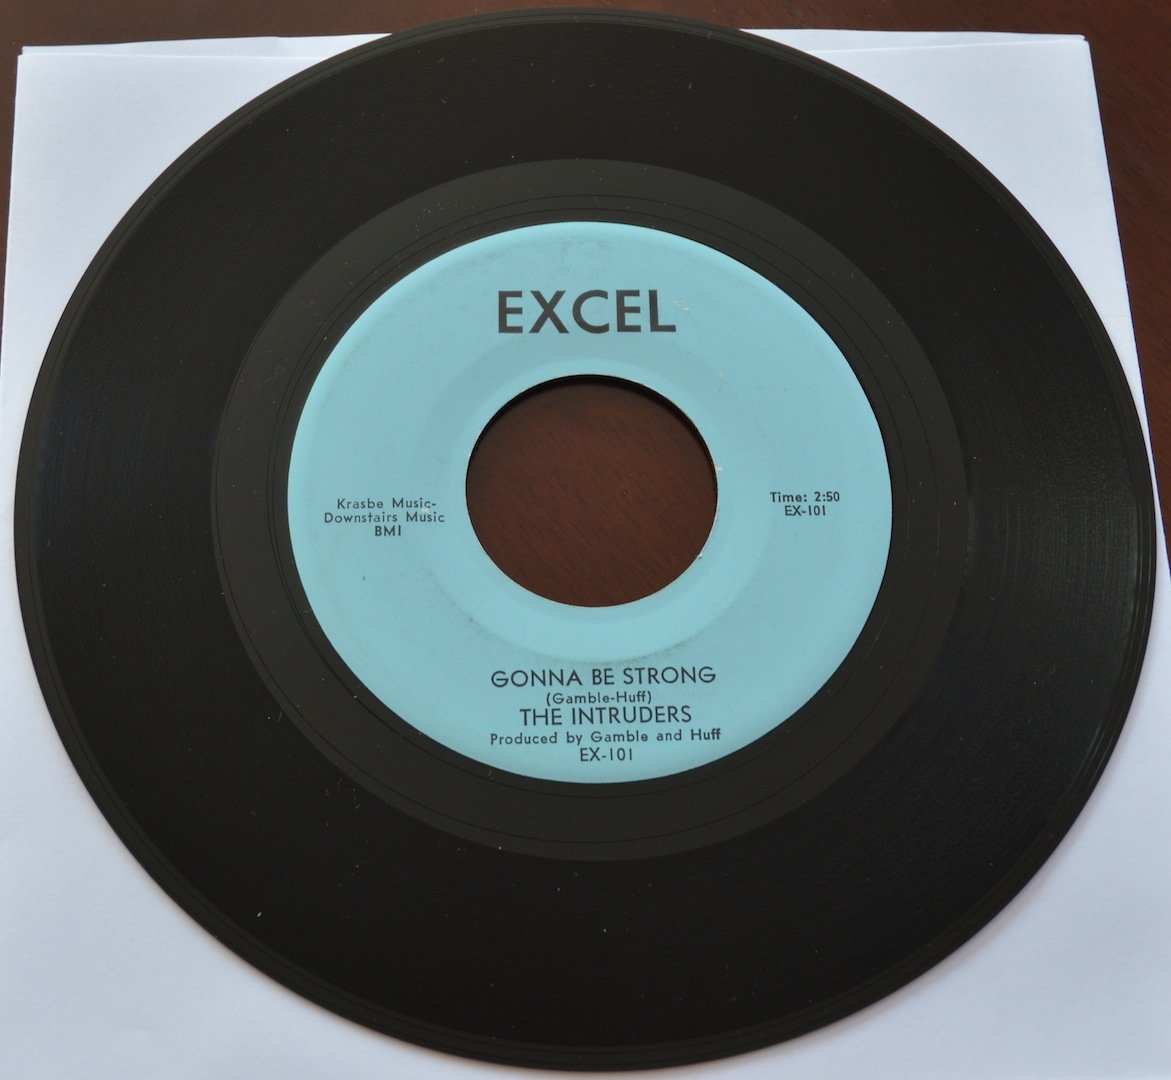 EXCEL
Krasbe Music-
Downstairs Music
BMI
Time: 2:50
EX-101
GONNA BE STRONG
(Gamble-Huff)
THE INTRUDERS
Produced by Gamble and Huff
EX-101